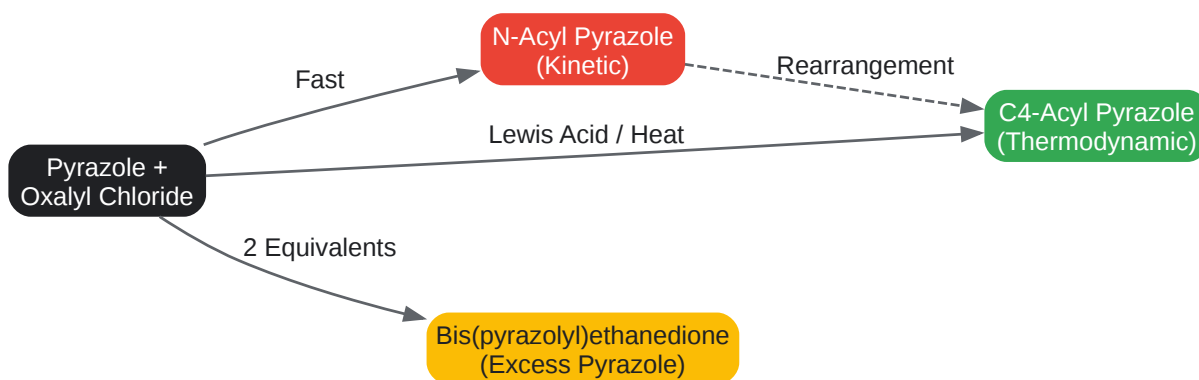 N-Acyl Pyrazole
(Kinetic)
Fast
Rearrangement
C4-Acyl Pyrazole
(Thermodynamic)
Lewis Acid / Heat
Pyrazole +
Oxalyl Chloride
2 Equivalents
Bis(pyrazolyl)ethanedione
(Excess Pyrazole)